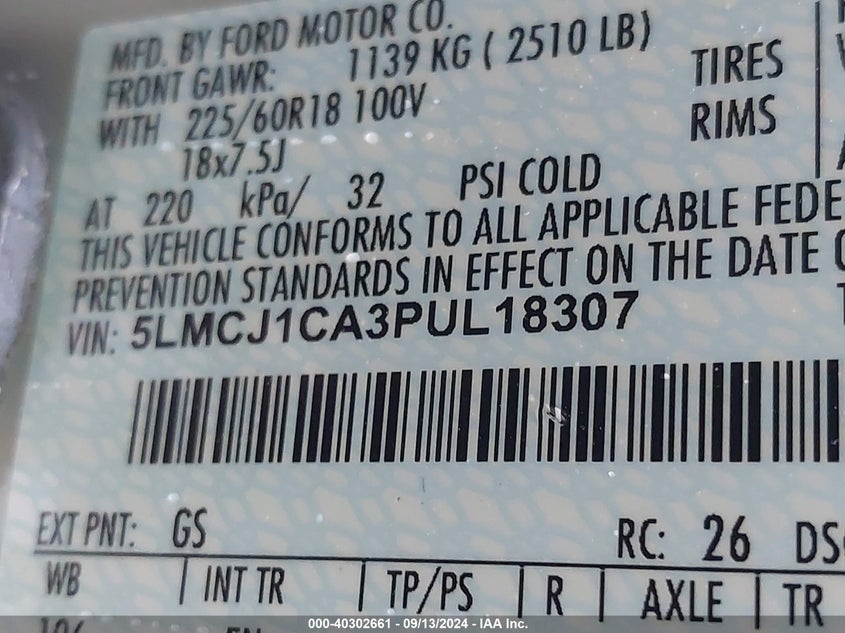 MFD. BY FORD MOTOR CO.
FRONT GAWR: 1139 KG ( 2510 LB)
WITH 225/60R18 100V TIRES
18x7.5J RIMS
AT 220 kPa/ 32 PSI COLD
THIS VEHICLE CONFORMS TO ALL APPLICABLE FEDE
PREVENTION STANDARDS IN EFFECT ON THE DATE
VIN: 5LMCJ1CA3PUL18307
EXT PNT: GS RC: 26 DS
WB INT TR TP/PS R AXLE TR
000-40302661 - 09/13/2024 - IAA Inc.